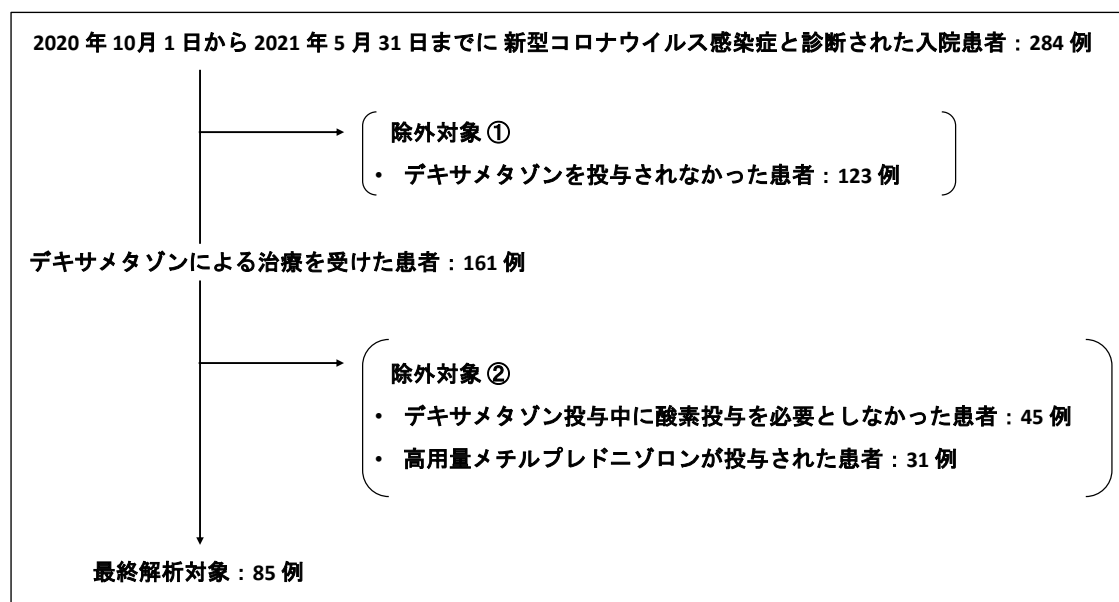 2020 年 10月 1 日から 2021 年 5 月 31 日までに 新型コロナウイルス感染症と診断された入院患者：284 例
除外対象 ①
• デキサメタゾンを投与されなかった患者：123 例
デキサメタゾンによる治療を受けた患者：161 例
除外対象 ②
• デキサメタゾン投与中に酸素投与を必要としなかった患者：45 例
• 高用量メチルプレドニゾロンが投与された患者：31 例
最終解析対象：85 例